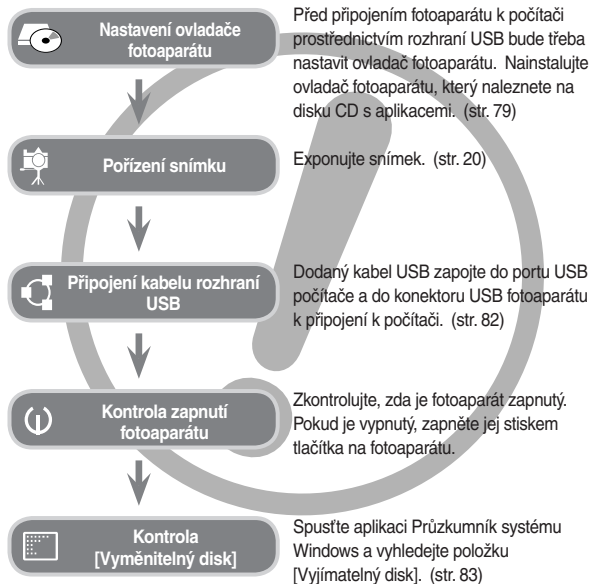 Nastavení ovladače
fotoaparátu
Před připojením fotoaparátu k počítači
prostřednictvím rozhraní USB bude třeba
nastavit ovladač fotoaparátu. Nainstalujte
ovladač fotoaparátu, který naleznete na
disku CD s aplikacemi. (str. 79)
Pořízení snímku
Exponujte snímek. (str. 20)
Připojení kabelu rozhraní
USB
Dodaný kabel USB zapojte do portu USB
počítače a do konektoru USB fotoaparátu
k připojení k počítači. (str. 82)
Kontrola zapnutí
fotoaparátu
Zkontrolujte, zda je fotoaparát zapnutý.
Pokud je vypnutý, zapněte jej stiskem
tlačítka na fotoaparátu.
Kontrola
[Vyměnitelný disk]
Spusťte aplikaci Průzkumník systému
Windows a vyhledejte položku
[Vyjímatelný disk]. (str. 83)